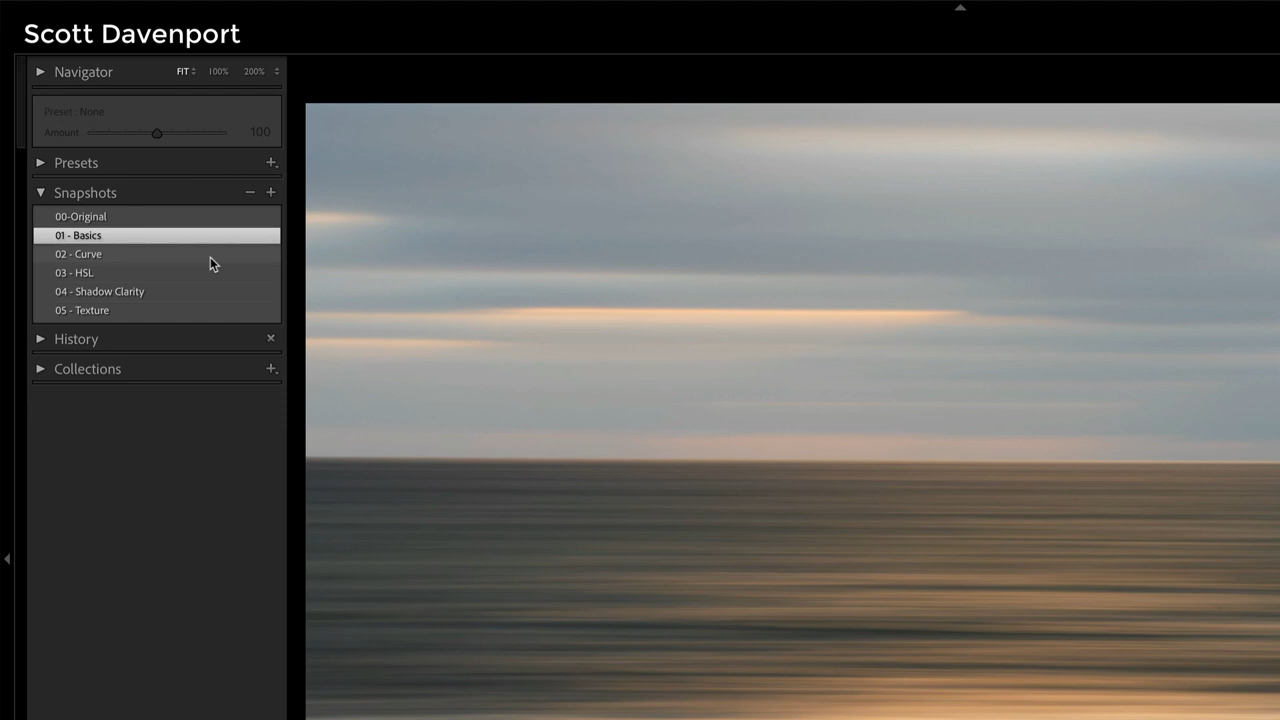 Scott Davenport
Navigator FIT 100% 200%
Preset : None
Amount 100
Presets
Snapshots
00-Original
01 - Basics
02 - Curve
03 - HSL
04 - Shadow Clarity
05 - Texture
History
Collections